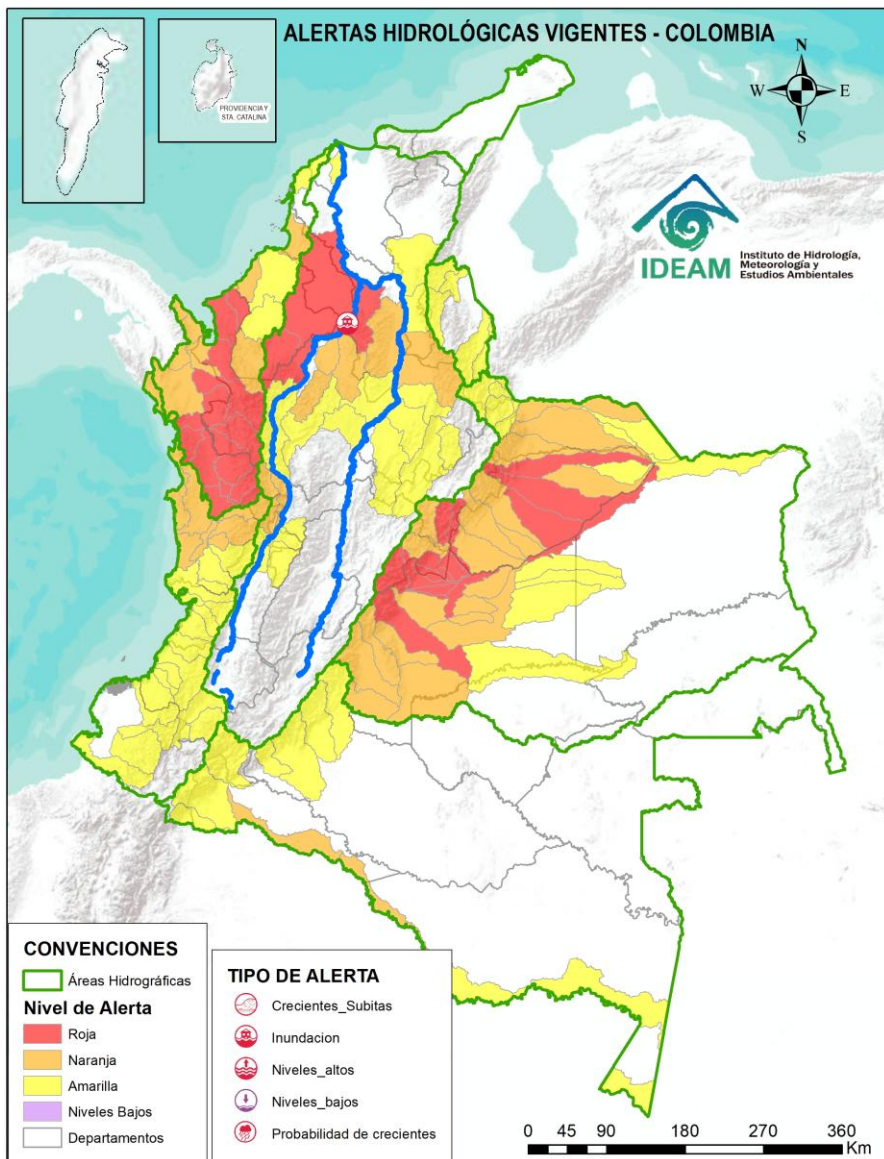 ALERTAS HIDROLÓGICAS VIGENTES - COLOMBIA
PROVIDENCIA Y
STA. CATALINA
N
W
E
S
IDEAM
Instituto de Hidrología,
Meteorología y
Estudios Ambientales
CONVENCIONES
Áreas Hidrográficas
Nivel de Alerta
Roja
Naranja
Amarilla
Niveles Bajos
Departamentos
TIPO DE ALERTA
Crecientes_Subitas
Inundacion
Niveles_altos
Niveles_bajos
Probabilidad de crecientes
0 45 90 180 270 360
Km